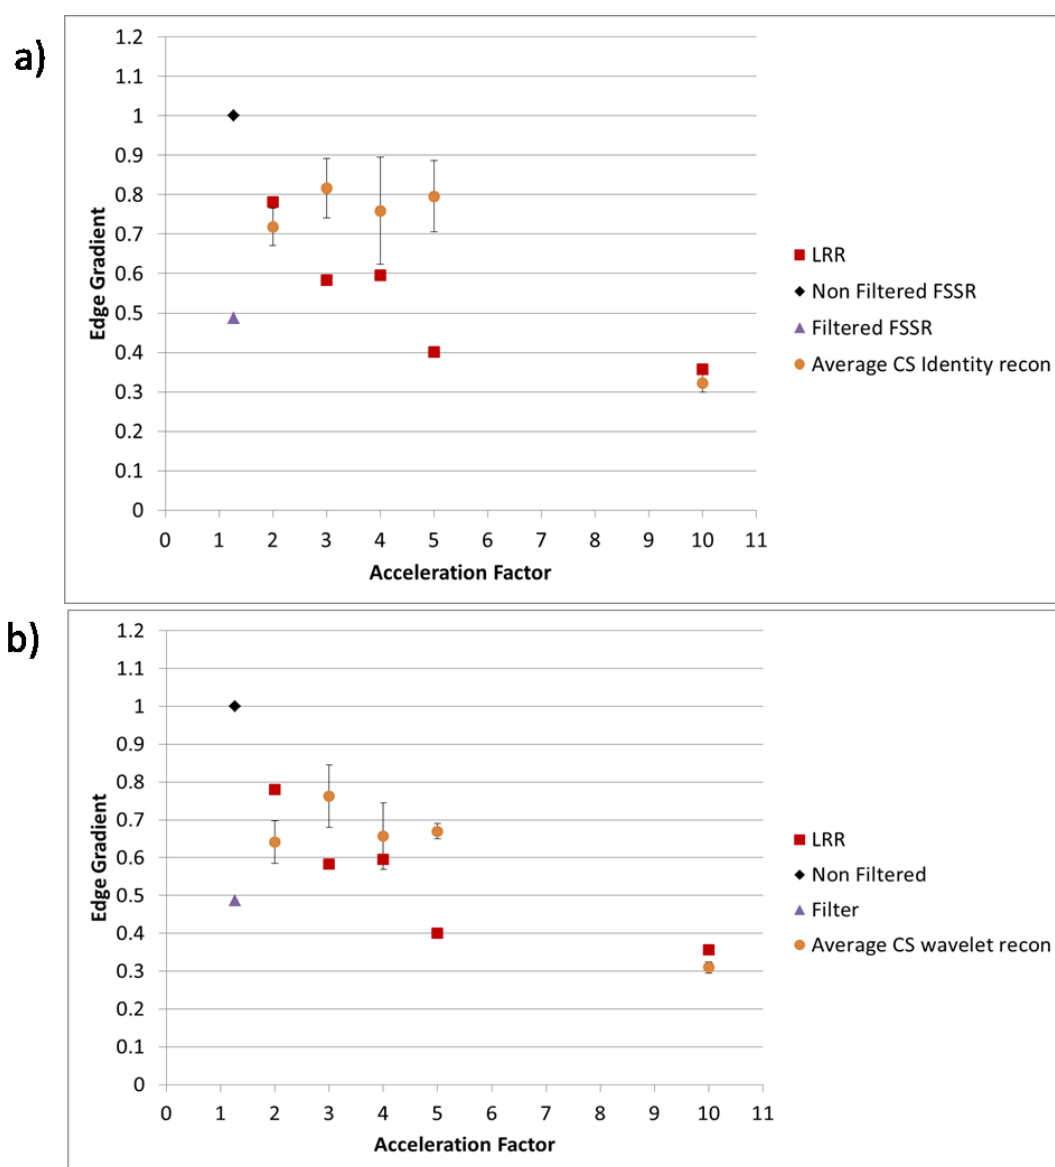 a)
1.2
1.1
1
0.9
0.8
0.7
0.6
0.5
0.4
0.3
0.2
0.1
0
Edge Gradient
0 1 2 3 4 5 6 7 8 9 10 11
Acceleration Factor
LRR
Non Filtered FSSR
Filtered FSSR
Average CS Identity recon
b)
1.2
1.1
1
0.9
0.8
0.7
0.6
0.5
0.4
0.3
0.2
0.1
0
Edge Gradient
0 1 2 3 4 5 6 7 8 9 10 11
Acceleration Factor
LRR
Non Filtered
Filter
Average CS wavelet recon